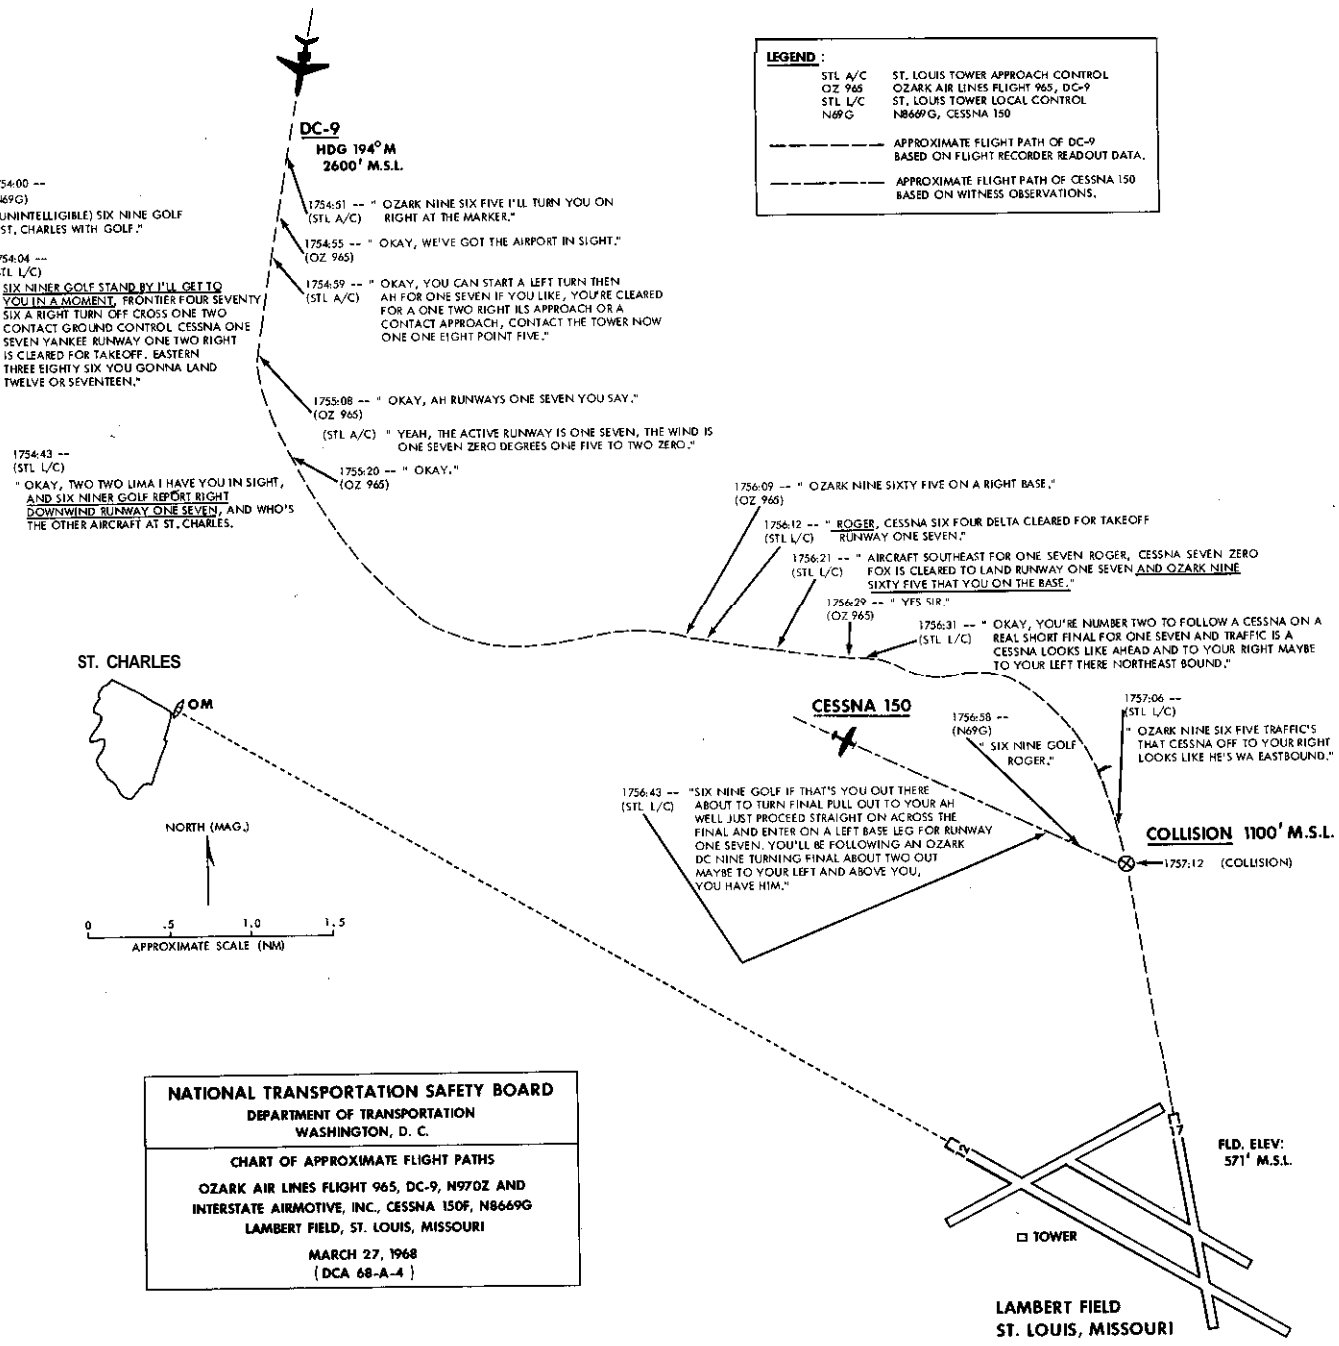 LEGEND :
STL A/C ST. LOUIS TOWER APPROACH CONTROL
OZ 965 OZARK AIR LINES FLIGHT 965, DC-9
STL L/C ST. LOUIS TOWER LOCAL CONTROL
N69G N8669G, CESSNA 150
APPROXIMATE FLIGHT PATH OF DC-9
BASED ON FLIGHT RECORDER READOUT DATA.
APPROXIMATE FLIGHT PATH OF CESSNA 150
BASED ON WITNESS OBSERVATIONS.
DC-9
HDG 194° M
2600' M.S.L.
754:00 --
N69G)
UNINTELLIGIBLE) SIX NINE GOLF
ST. CHARLES WITH GOLF."
754:04 --
STL L/C)
SIX NINER GOLF STAND BY I'LL GET TO
YOU IN A MOMENT, FRONTIER FOUR SEVENTY
SIX A RIGHT TURN OFF CROSS ONE TWO
CONTACT GROUND CONTROL CESSNA ONE
SEVEN YANKEE RUNWAY ONE TWO RIGHT
IS CLEARED FOR TAKEOFF. EASTERN
THREE EIGHTY SIX YOU GONNA LAND
TWELVE OR SEVENTEEN."
1754:43 --
(STL L/C)
" OKAY, TWO TWO LIMA I HAVE YOU IN SIGHT,
AND SIX NINER GOLF REPORT RIGHT
DOWNWIND RUNWAY ONE SEVEN, AND WHO'S
THE OTHER AIRCRAFT AT ST. CHARLES.
1754:51 -- " OZARK NINE SIX FIVE I'LL TURN YOU ON
(STL A/C) RIGHT AT THE MARKER."
1754:55 -- " OKAY, WE'VE GOT THE AIRPORT IN SIGHT."
(OZ 965)
1754:59 -- " OKAY, YOU CAN START A LEFT TURN THEN
(STL A/C) AH FOR ONE SEVEN IF YOU LIKE, YOU'RE CLEARED
FOR A ONE TWO RIGHT ILS APPROACH OR A
CONTACT APPROACH, CONTACT THE TOWER NOW
ONE ONE EIGHT POINT FIVE."
1755:08 -- " OKAY, AH RUNWAYS ONE SEVEN YOU SAY."
(OZ 965)
(STL A/C) " YEAH, THE ACTIVE RUNWAY IS ONE SEVEN, THE WIND IS
ONE SEVEN ZERO DEGREES ONE FIVE TO TWO ZERO."
1755:20 -- " OKAY."
(OZ 965)
1756:09 -- " OZARK NINE SIXTY FIVE ON A RIGHT BASE."
(OZ 965)
1756:12 -- " ROGER, CESSNA SIX FOUR DELTA CLEARED FOR TAKEOFF
(STL L/C) RUNWAY ONE SEVEN."
1756:21 -- " AIRCRAFT SOUTHEAST FOR ONE SEVEN ROGER, CESSNA SEVEN ZERO
(STL L/C) FOX IS CLEARED TO LAND RUNWAY ONE SEVEN AND OZARK NINE
SIXTY FIVE THAT YOU ON THE BASE."
1756:29 -- " YES SIR."
(OZ 965)
1756:31 -- " OKAY, YOU'RE NUMBER TWO TO FOLLOW A CESSNA ON A
(STL L/C) REAL SHORT FINAL FOR ONE SEVEN AND TRAFFIC IS A
CESSNA LOOKS LIKE AHEAD AND TO YOUR RIGHT MAYBE
TO YOUR LEFT THERE NORTHEAST BOUND."
ST. CHARLES
OM
CESSNA 150
1756:58 --
(N69G)
" SIX NINE GOLF
ROGER."
1757:06 --
(STL L/C)
" OZARK NINE SIX FIVE TRAFFIC'S
THAT CESSNA OFF TO YOUR RIGHT
LOOKS LIKE HE'S WA EASTBOUND."
1756:43 -- "SIX NINE GOLF IF THAT'S YOU OUT THERE
(STL L/C) ABOUT TO TURN FINAL PULL OUT TO YOUR AH
WELL JUST PROCEED STRAIGHT ON ACROSS THE
FINAL AND ENTER ON A LEFT BASE LEG FOR RUNWAY
ONE SEVEN. YOU'LL BE FOLLOWING AN OZARK
DC NINE TURNING FINAL ABOUT TWO OUT
MAYBE TO YOUR LEFT AND ABOVE YOU,
YOU HAVE HIM."
COLLISION 1100' M.S.L.
1757:12 (COLLISION)
NORTH (MAG.)
0 .5 1.0 1.5
APPROXIMATE SCALE (NM)
NATIONAL TRANSPORTATION SAFETY BOARD
DEPARTMENT OF TRANSPORTATION
WASHINGTON, D. C.
CHART OF APPROXIMATE FLIGHT PATHS
OZARK AIR LINES FLIGHT 965, DC-9, N970Z AND
INTERSTATE AIRMOTIVE, INC., CESSNA 150F, N8669G
LAMBERT FIELD, ST. LOUIS, MISSOURI
MARCH 27, 1968
( DCA 68-A-4 )
12
17
FLD. ELEV:
571' M.S.L.
TOWER
LAMBERT FIELD
ST. LOUIS, MISSOURI